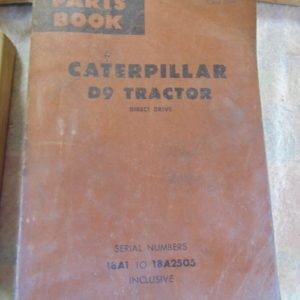 PARTS
BOOK
CATERPILLAR
D9 TRACTOR
DIRECT DRIVE
SERIAL NUMBERS
18A1 TO 18A2505
INCLUSIVE